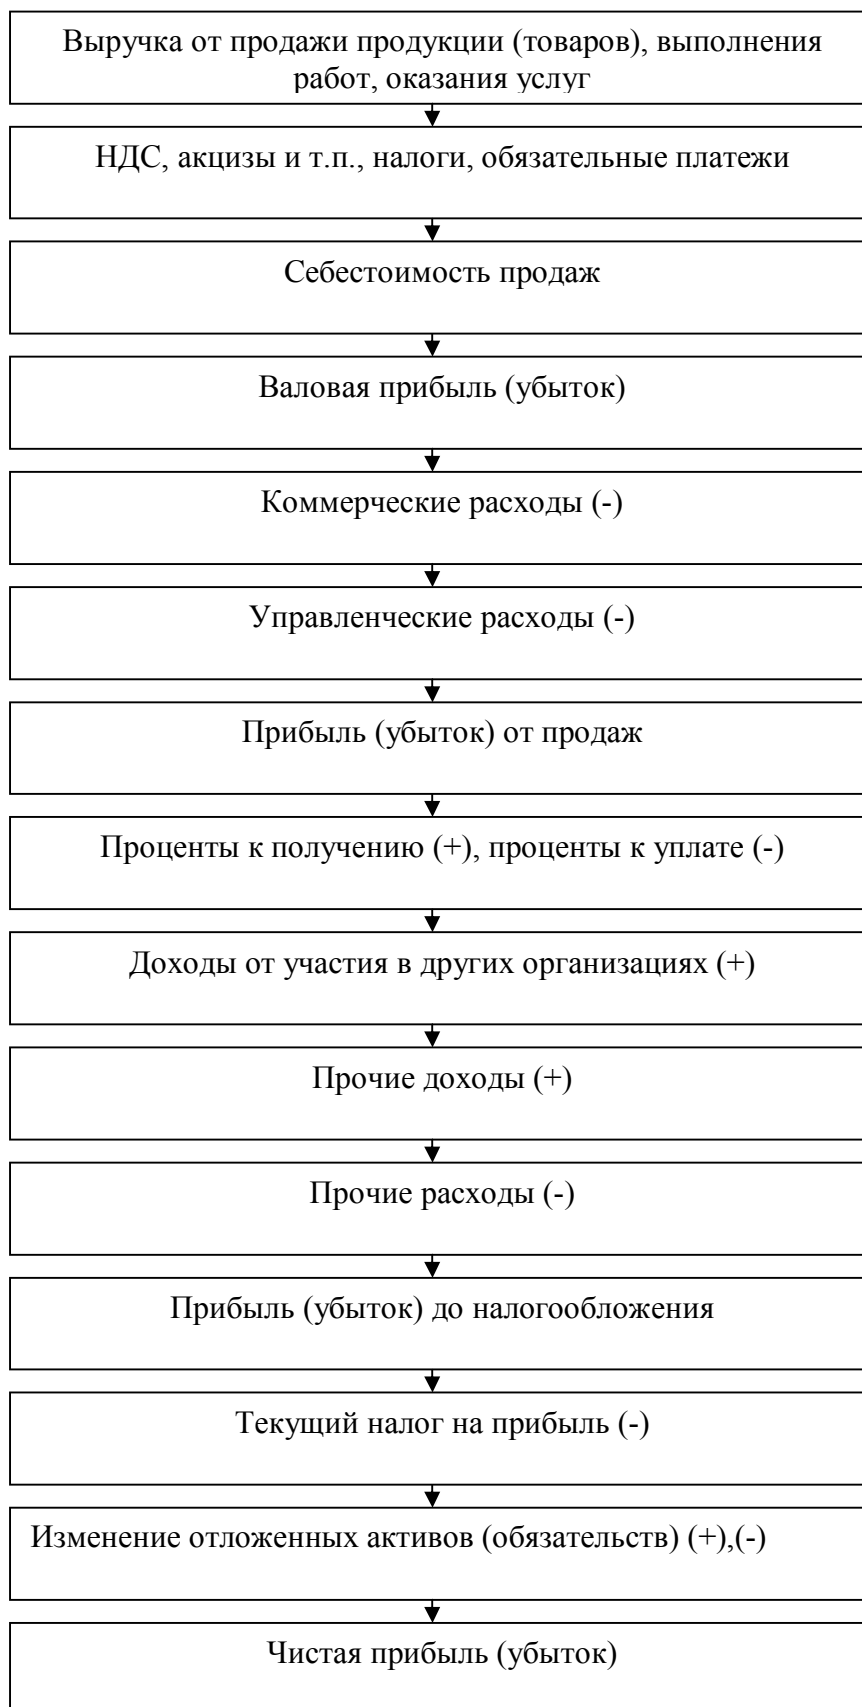 Выручка от продажи продукции (товаров), выполнения
работ, оказания услуг
НДС, акцизы и т.п., налоги, обязательные платежи
Себестоимость продаж
Валовая прибыль (убыток)
Коммерческие расходы (-)
Управленческие расходы (-)
Прибыль (убыток) от продаж
Проценты к получению (+), проценты к уплате (-)
Доходы от участия в других организациях (+)
Прочие доходы (+)
Прочие расходы (-)
Прибыль (убыток) до налогообложения
Текущий налог на прибыль (-)
Изменение отложенных активов (обязательств) (+),(-)
Чистая прибыль (убыток)